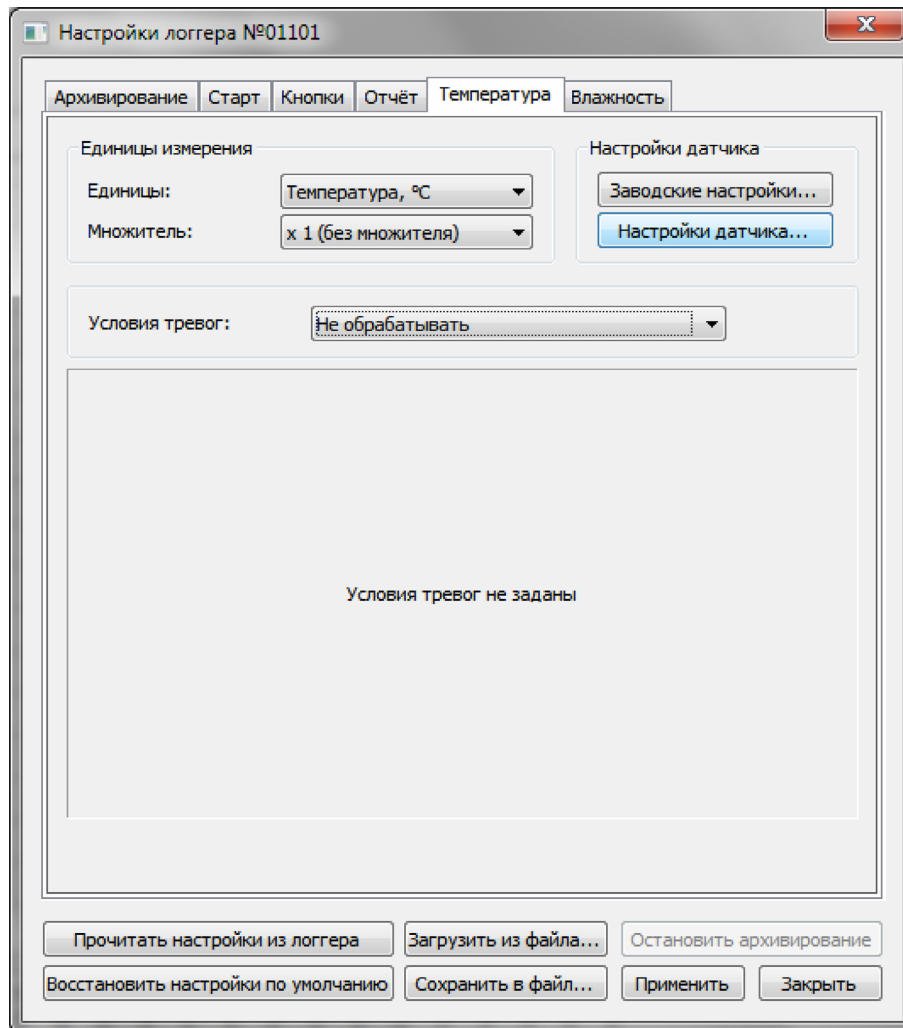 Настройки логгера №01101
Архивирование Старт Кнопки Отчёт Температура Влажность
Единицы измерения Настройки датчика
Единицы: Температура, ºС Заводские настройки...
Множитель: x 1 (без множителя) Настройки датчика...
Условия тревог: Не обрабатывать
Условия тревог не заданы
Прочитать настройки из логгера Загрузить из файла... Остановить архивирование
Восстановить настройки по умолчанию Сохранить в файл... Применить Закрыть